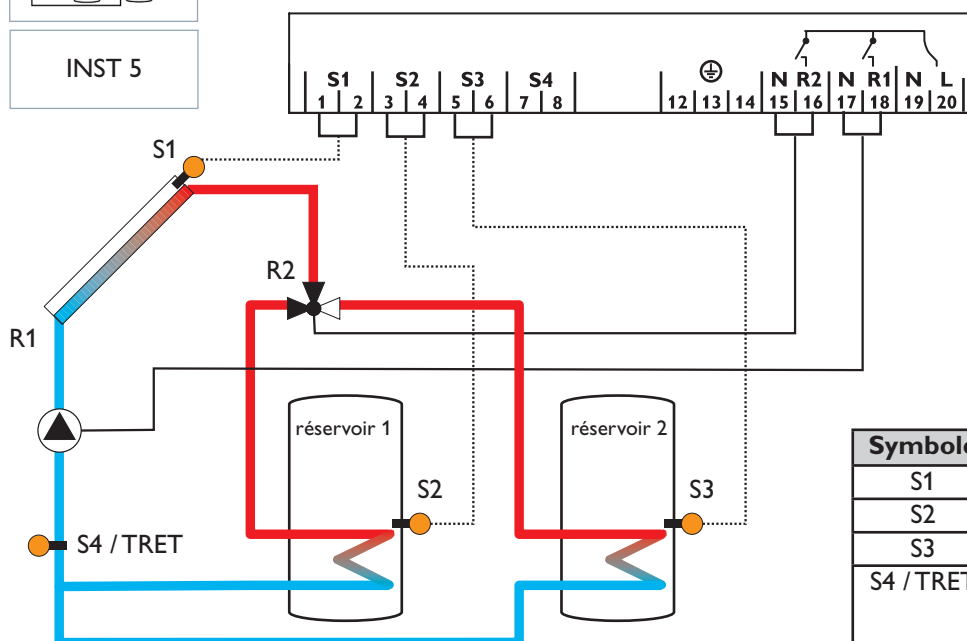 INST 5
S1 S2 S3 S4 N R2 N R1 N L
1 2 3 4 5 6 7 8 12 13 14 15 16 17 18 19 20
S1
R2
R1
réservoir 1
réservoir 2
S2
S3
S4 / TRET
Symbole
S1
S2
S3
S4 / TRET